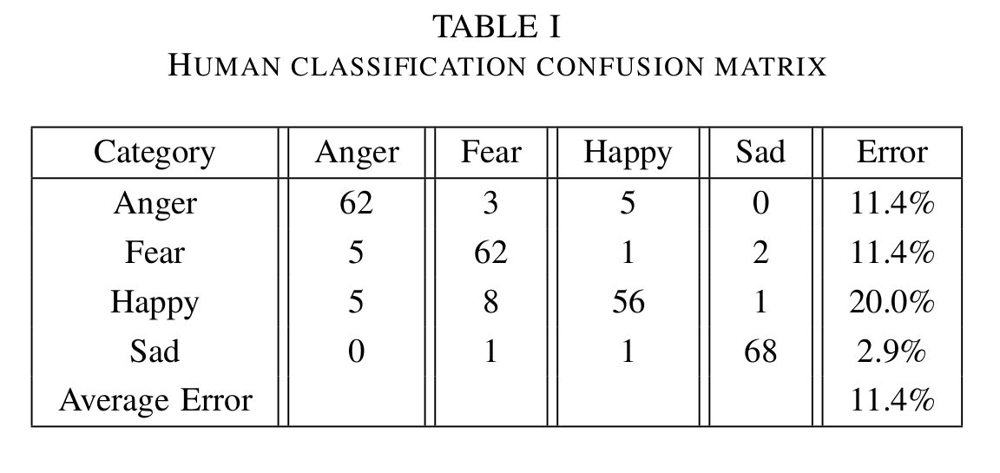 TABLE I
HUMAN CLASSIFICATION CONFUSION MATRIX
Category Anger Fear Happy Sad Error
Anger 62 3 5 0 11.4%
Fear 5 62 1 2 11.4%
Happy 5 8 56 1 20.0%
Sad 0 1 1 68 2.9%
Average Error 11.4%